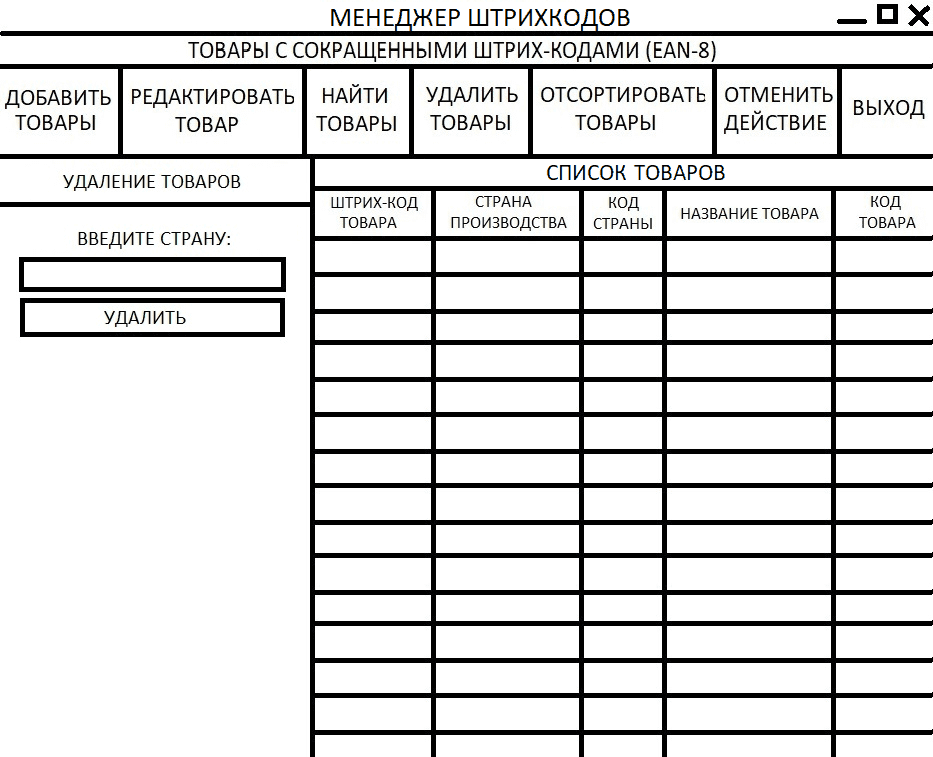 МЕНЕДЖЕР ШТРИХКОДОВ
ТОВАРЫ С СОКРАЩЕННЫМИ ШТРИХ-КОДАМИ (EAN-8)
ДОБАВИТЬ
ТОВАРЫ
РЕДАКТИРОВАТЬ
ТОВАР
НАЙТИ
ТОВАРЫ
УДАЛИТЬ
ТОВАРЫ
ОТСОРТИРОВАТЬ
ТОВАРЫ
ОТМЕНИТЬ
ДЕЙСТВИЕ
ВЫХОД
УДАЛЕНИЕ ТОВАРОВ
ВВЕДИТЕ СТРАНУ:
УДАЛИТЬ
СПИСОК ТОВАРОВ
ШТРИХ-КОД
ТОВАРА
СТРАНА
ПРОИЗВОДСТВА
КОД
СТРАНЫ
НАЗВАНИЕ ТОВАРА
КОД
ТОВАРА